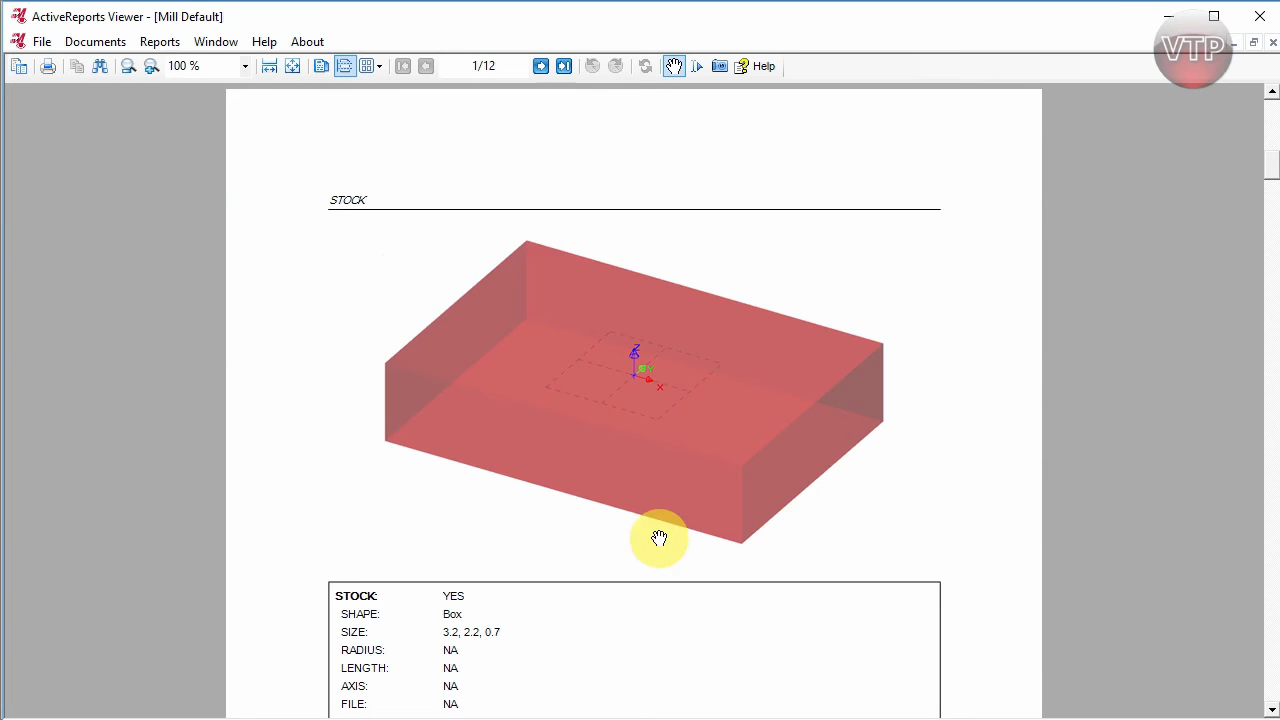 ActiveReports Viewer - [Mill Default]
File Documents Reports Window Help About
100 % 1/12 Help
VTP
STOCK
Z
Y
X
STOCK: YES
SHAPE: Box
SIZE: 3.2, 2.2, 0.7
RADIUS: NA
LENGTH: NA
AXIS: NA
FILE: NA